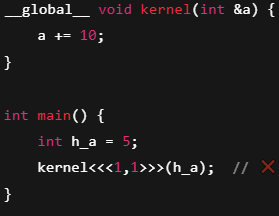 __global__ void kernel(int &a) {
    a += 10;
}

int main() {
    int h_a = 5;
    kernel<<<1,1>>>(h_a);  // ❌
}